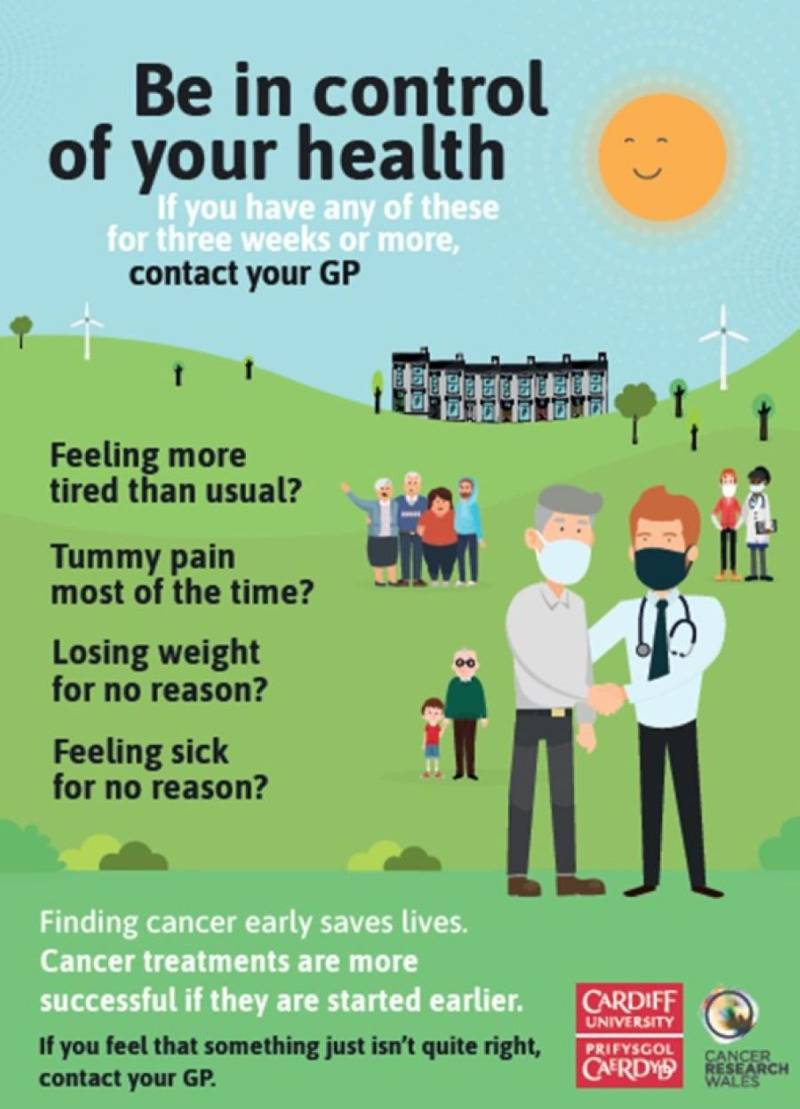 Be in control
of your health
If you have any of these
for three weeks or more,
contact your GP
Feeling more
tired than usual?
Tummy pain
most of the time?
Losing weight
for no reason?
Feeling sick
for no reason?
Finding cancer early saves lives.
Cancer treatments are more
successful if they are started earlier.
If you feel that something just isn't quite right,
contact your GP.
CARDIFF
UNIVERSITY
PRIFYSGOL
CAERDYDD
CANCER
RESEARCH
WALES